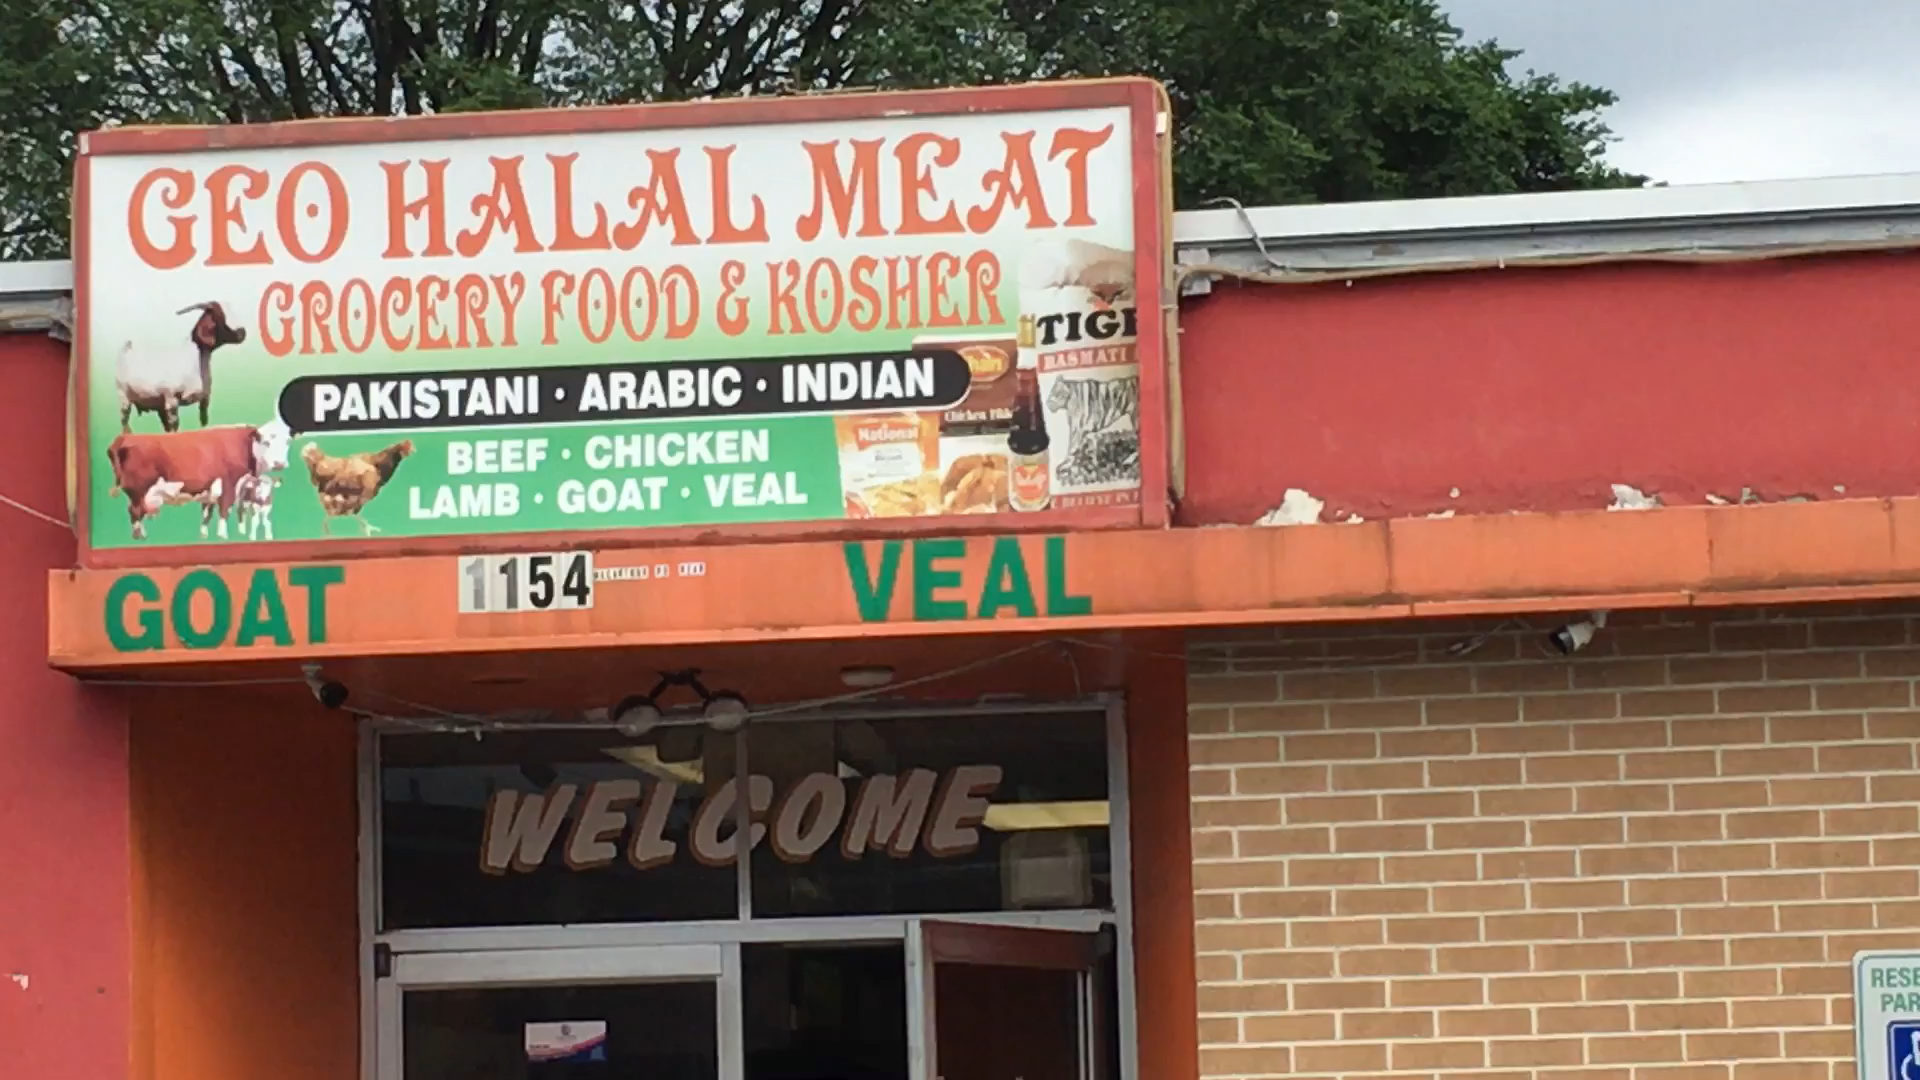 GEO HALAL MEAT
GROCERY FOOD & KOSHER
PAKISTANI · ARABIC · INDIAN
BEEF · CHICKEN
LAMB · GOAT · VEAL
TIGE
BASMATI
National
GOAT
1154
VEAL
WELCOME
RESE
PAR